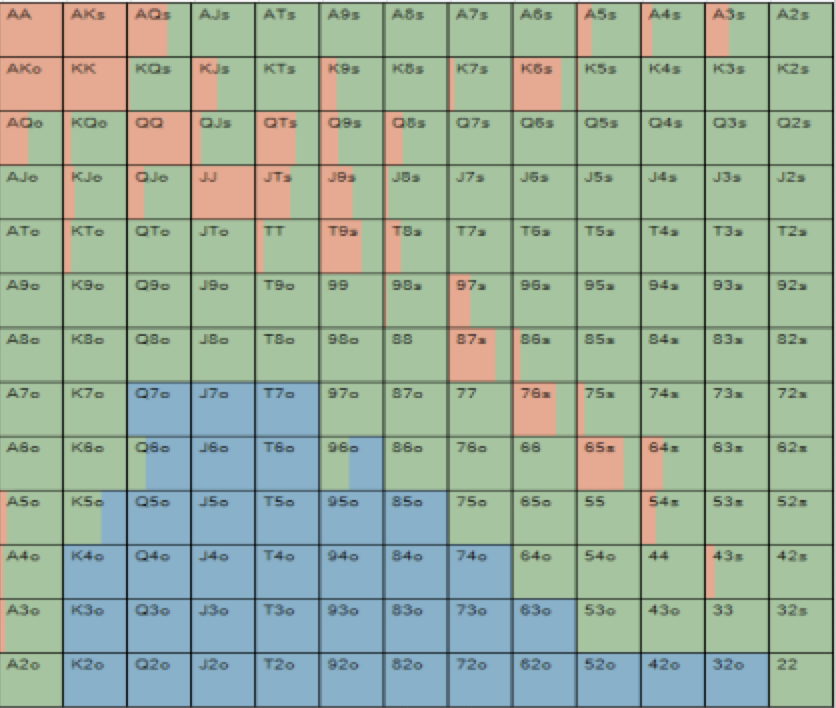 AA AKs AQs AJs ATs A9s A8s A7s A6s A5s A4s A3s A2s
AKo KK KQs KJs KTs K9s K8s K7s K6s K5s K4s K3s K2s
AQo KQo QQ QJs QTs Q9s Q8s Q7s Q6s Q5s Q4s Q3s Q2s
AJo KJo QJo JJ JTs J9s J8s J7s J6s J5s J4s J3s J2s
ATo KTo QTo JTo TT T9s T8s T7s T6s T5s T4s T3s T2s
A9o K9o Q9o J9o T9o 99 98s 97s 96s 95s 94s 93s 92s
A8o K8o Q8o J8o T8o 98o 88 87s 86s 85s 84s 83s 82s
A7o K7o Q7o J7o T7o 97o 87o 77 76s 75s 74s 73s 72s
A6o K6o Q6o J6o T6o 96o 86o 76o 66 65s 64s 63s 62s
A5o K5o Q5o J5o T5o 95o 85o 75o 65o 55 54s 53s 52s
A4o K4o Q4o J4o T4o 94o 84o 74o 64o 54o 44 43s 42s
A3o K3o Q3o J3o T3o 93o 83o 73o 63o 53o 43o 33 32s
A2o K2o Q2o J2o T2o 92o 82o 72o 62o 52o 42o 32o 22